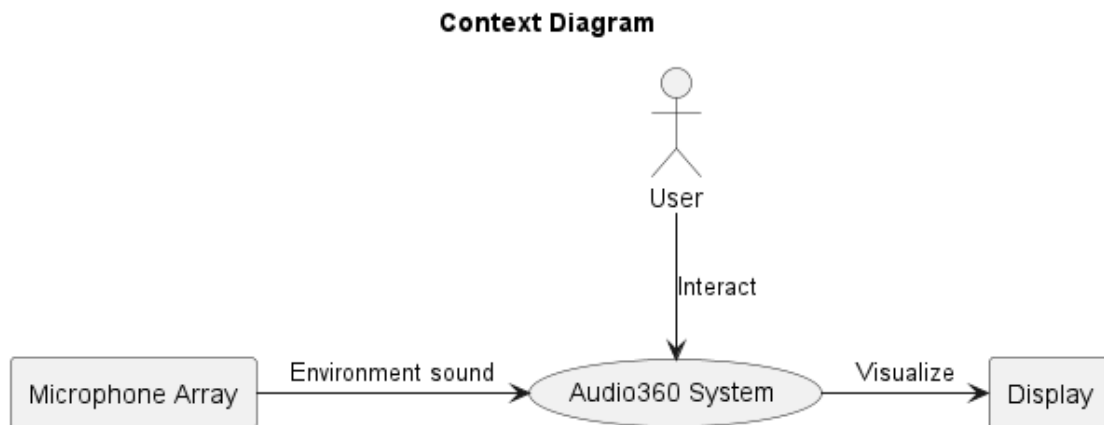 Context Diagram
User
Interact
Microphone Array
Environment sound
Audio360 System
Visualize
Display